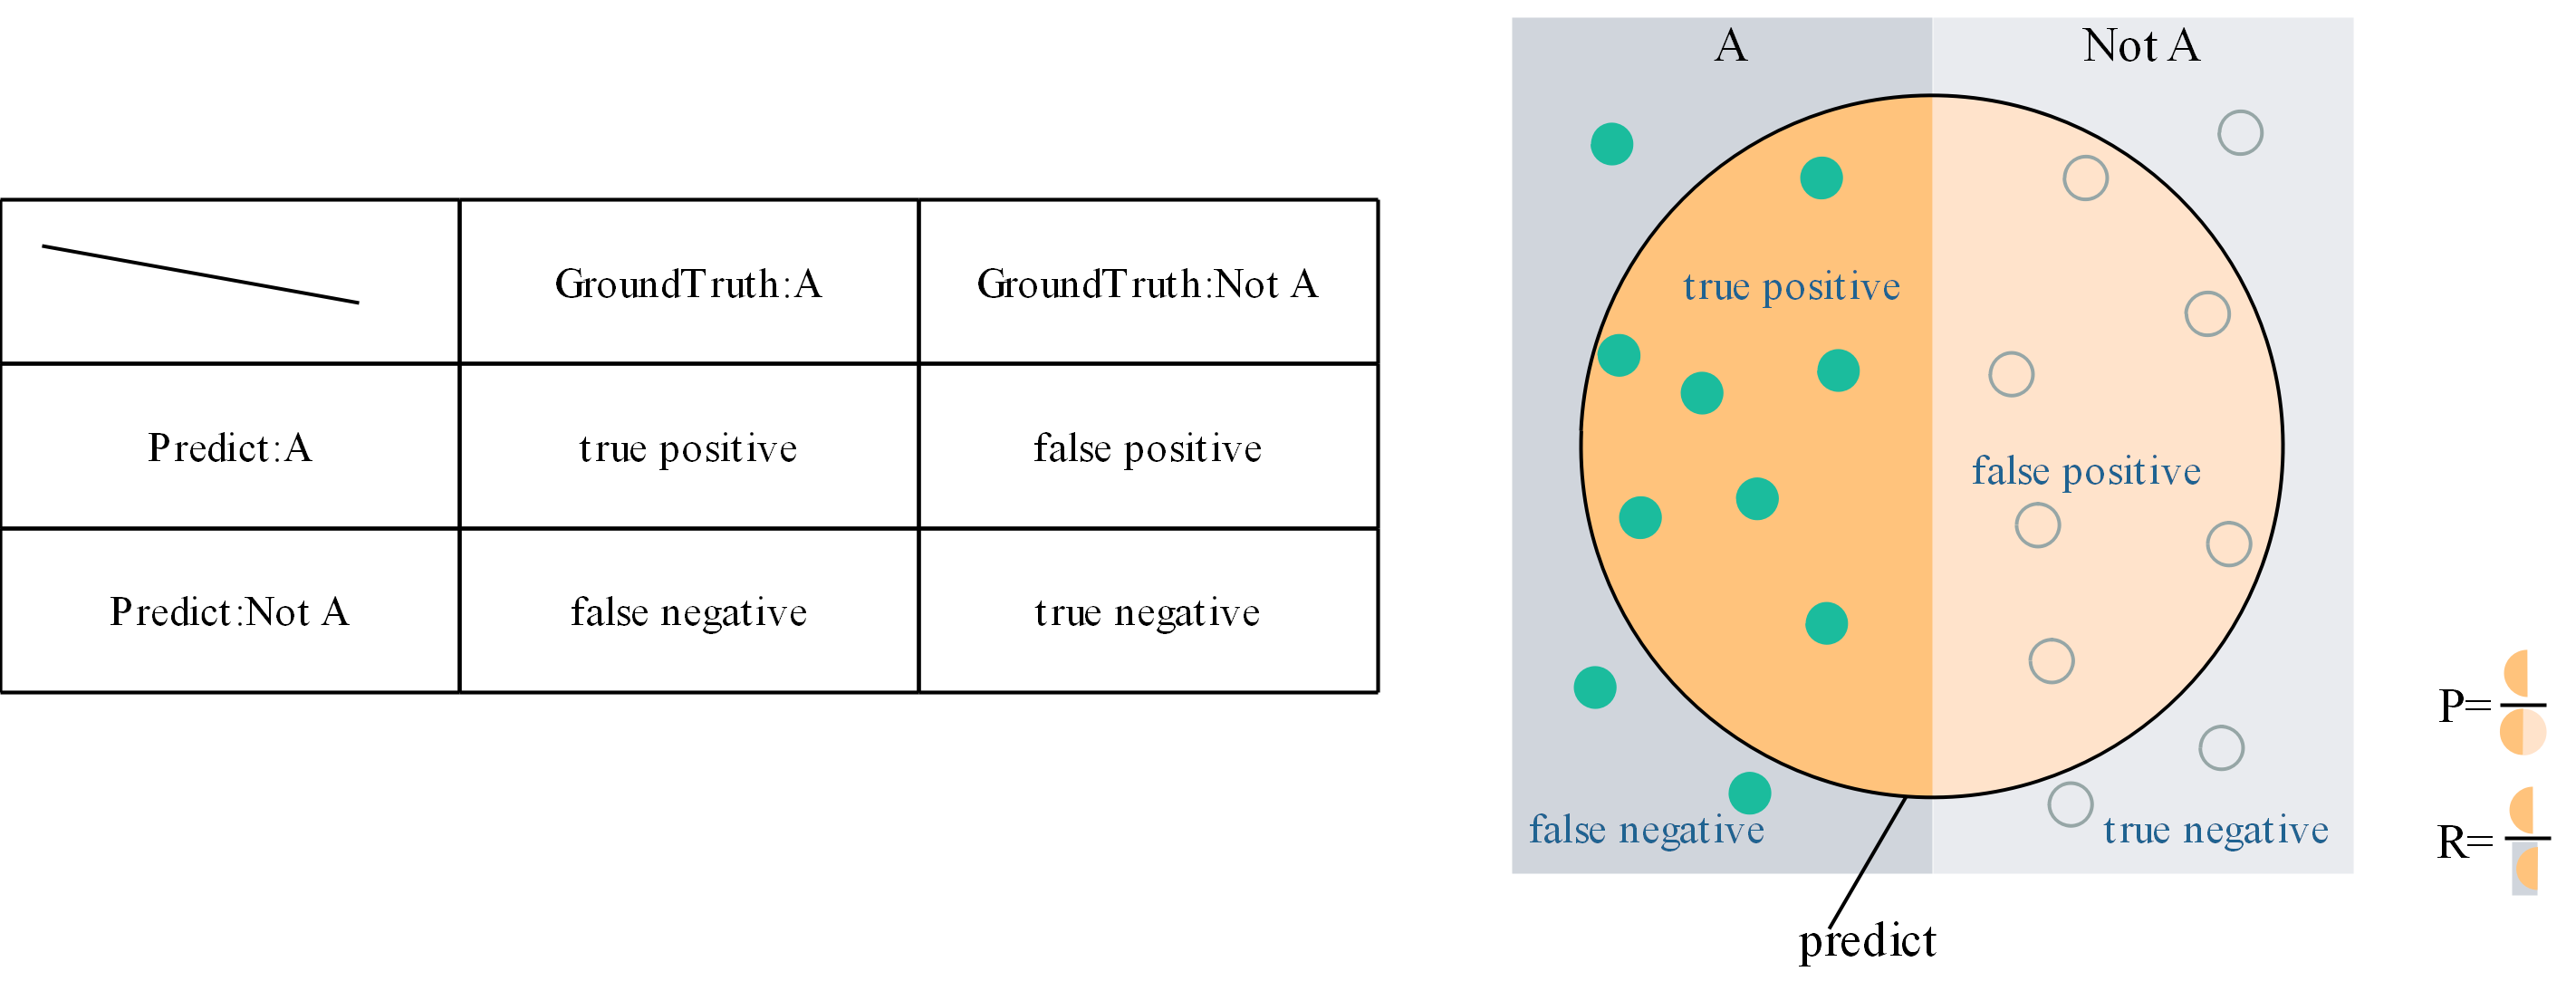 GroundTruth:A
GroundTruth:Not A
Predict:A
true positive
false positive
Predict:Not A
false negative
true negative
A
Not A
true positive
false positive
false negative
true negative
predict
P=
R=